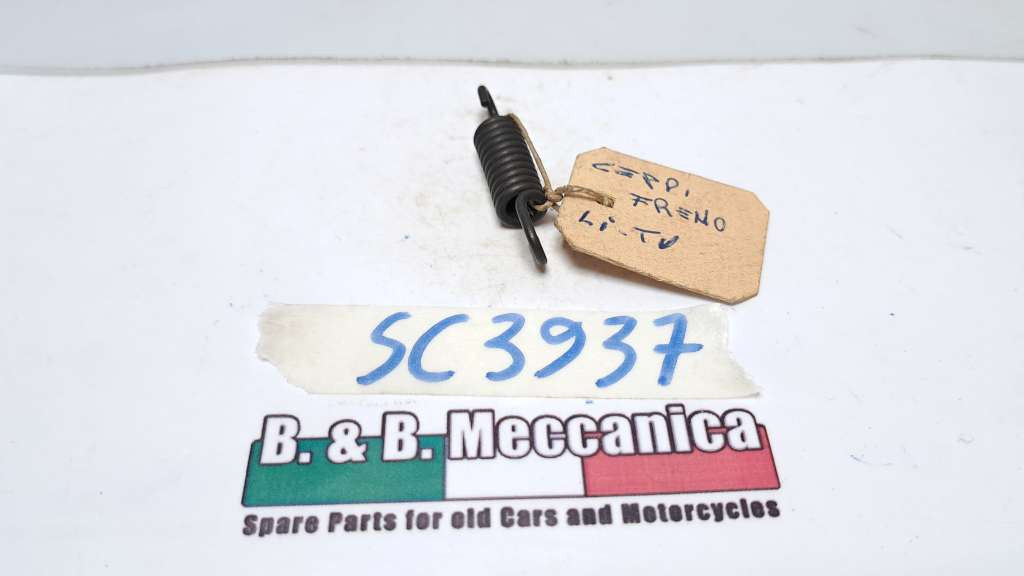 CEPPI
FRENO
Li-TV
SC3937
B. & B. Meccanica
Spare Parts for old Cars and Motorcycles